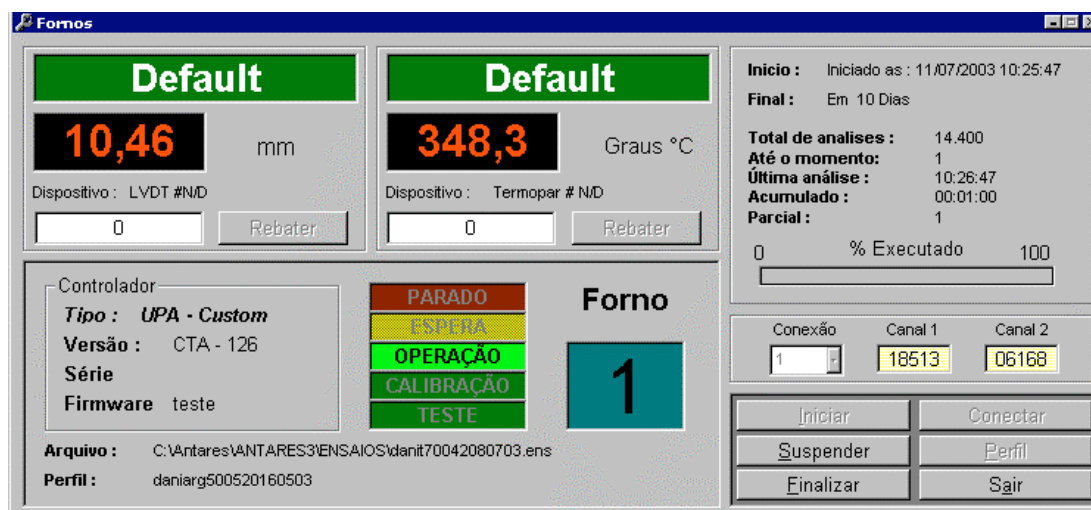 Fornos
Default
10,46 mm
Dispositivo : LVDT #N/D
0 Rebater
Default
348,3 Graus °C
Dispositivo : Termopar # N/D
0 Rebater
Inicio : Iniciado as : 11/07/2003 10:25:47
Final : Em 10 Dias
Total de analises : 14.400
Até o momento: 1
Última análise : 10:26:47
Acumulado : 00:01:00
Parcial : 1
0 % Executado 100
Controlador
Tipo : UPA - Custom
Versão : CTA - 126
Série
Firmware teste
PARADO
ESPERA
OPERAÇÃO
CALIBRAÇÃO
TESTE
Forno
1
Arquivo : C:\Antares\ANTARES3\ENSAIOS\danit70042080703.ens
Perfil : daniarg500520160503
Conexão Canal 1 Canal 2
1 18513 06168
Iniciar Conectar
Suspender Perfil
Finalizar Sair